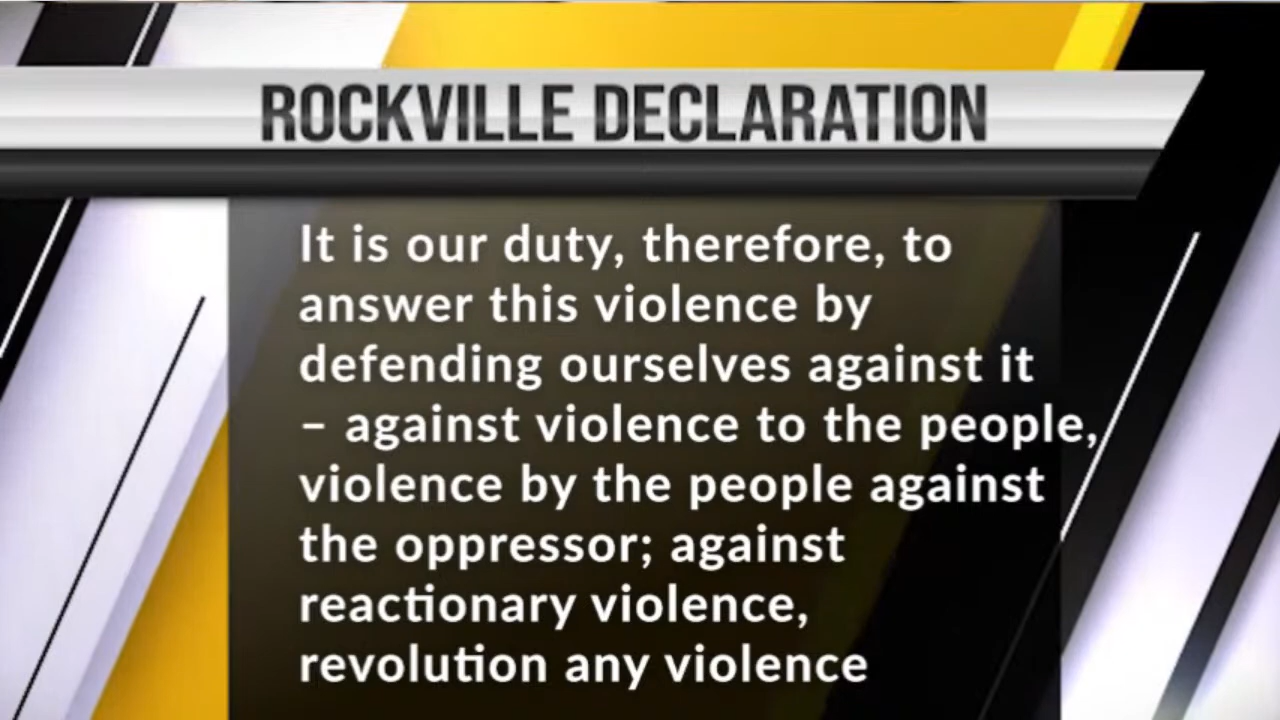 ROCKVILLE DECLARATION
It is our duty, therefore, to
answer this violence by
defending ourselves against it
– against violence to the people,
violence by the people against
the oppressor; against
reactionary violence,
revolution any violence